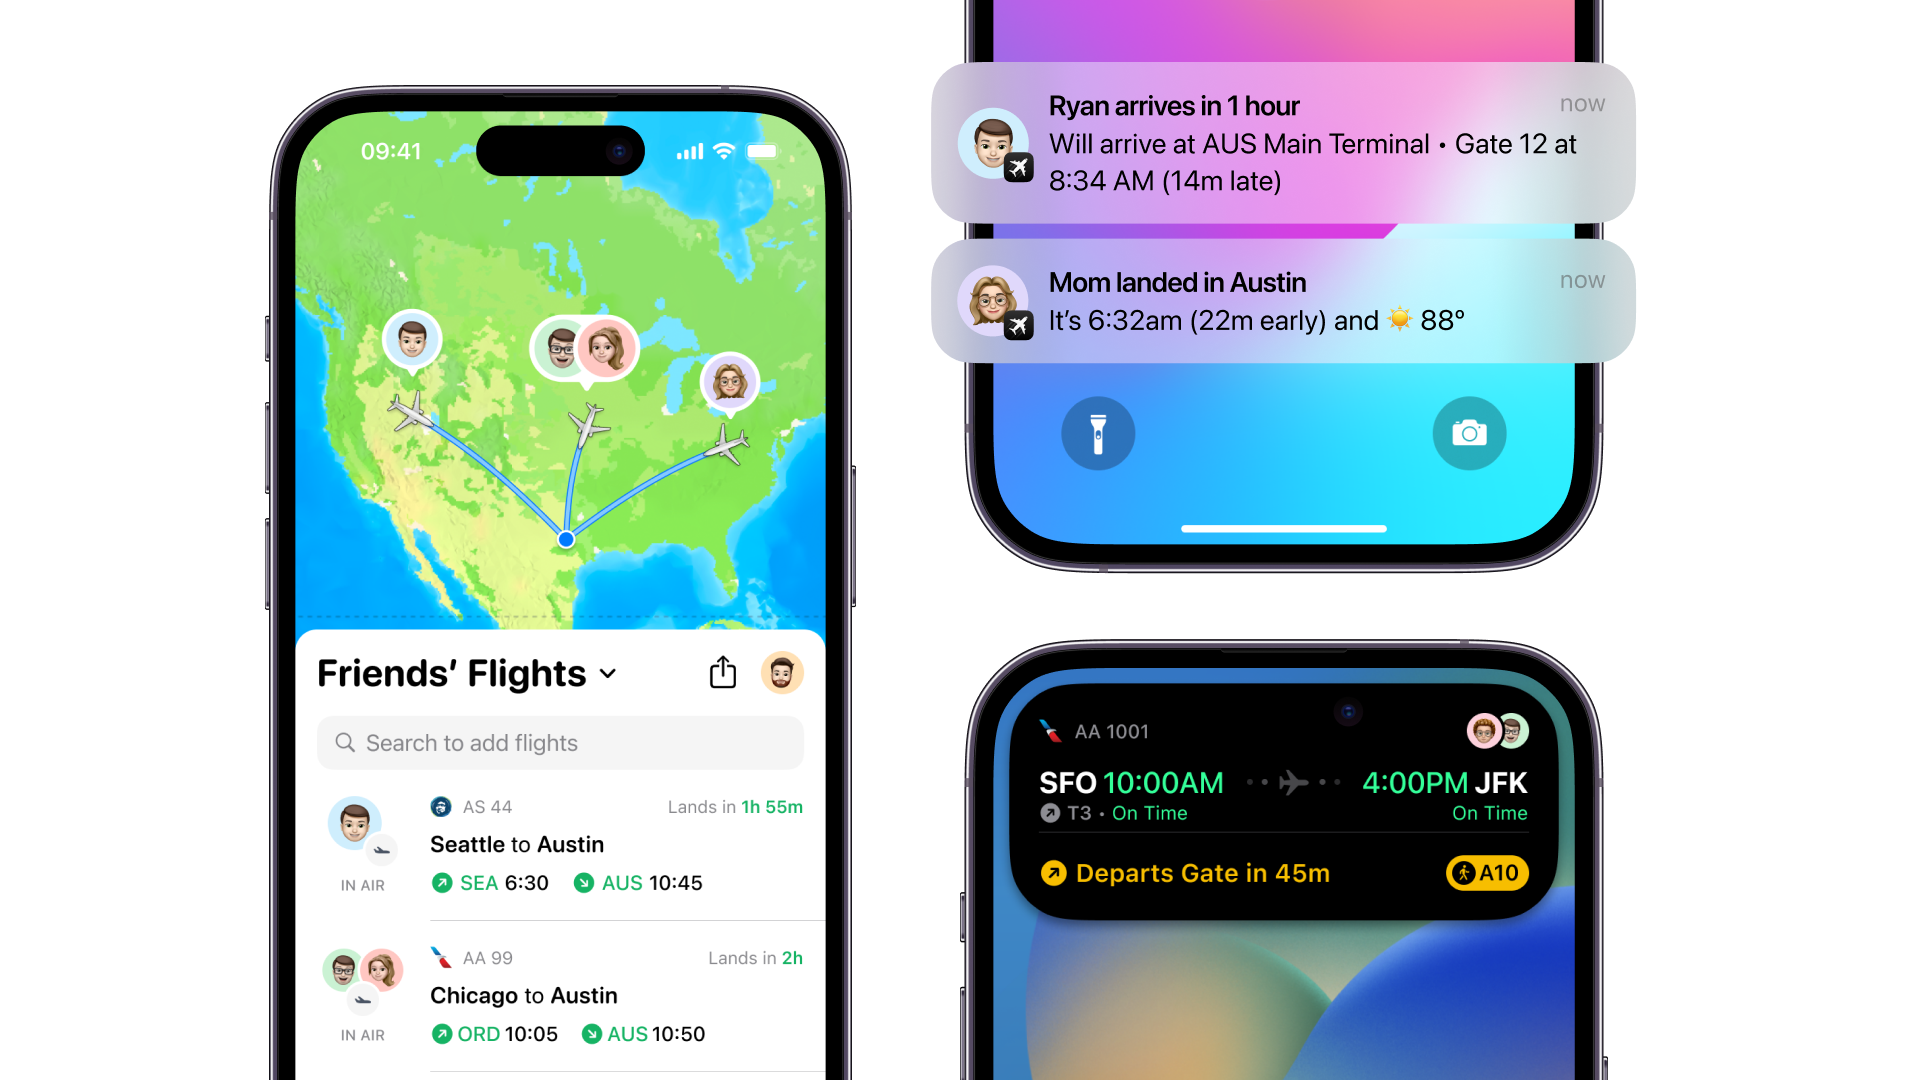 09:41
Friends’ Flights
Search to add flights
AS 44
Lands in 1h 55m
Seattle to Austin
SEA 6:30 AUS 10:45
IN AIR
AA 99
Lands in 2h
Chicago to Austin
ORD 10:05 AUS 10:50
IN AIR
Ryan arrives in 1 hour
now
Will arrive at AUS Main Terminal • Gate 12 at
8:34 AM (14m late)
Mom landed in Austin
now
It’s 6:32am (22m early) and ☀️ 88°
AA 1001
SFO 10:00AM
4:00PM JFK
T3 • On Time
On Time
Departs Gate in 45m
A10